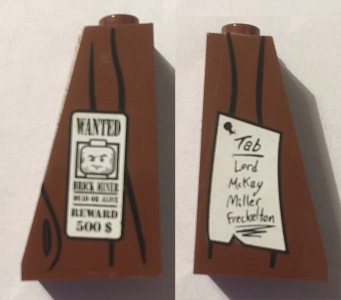 WANTED
BRICK MINER
DEAD OR ALIVE
REWARD
500 $
Tab
Lord
McKay
Miller
Freckelton